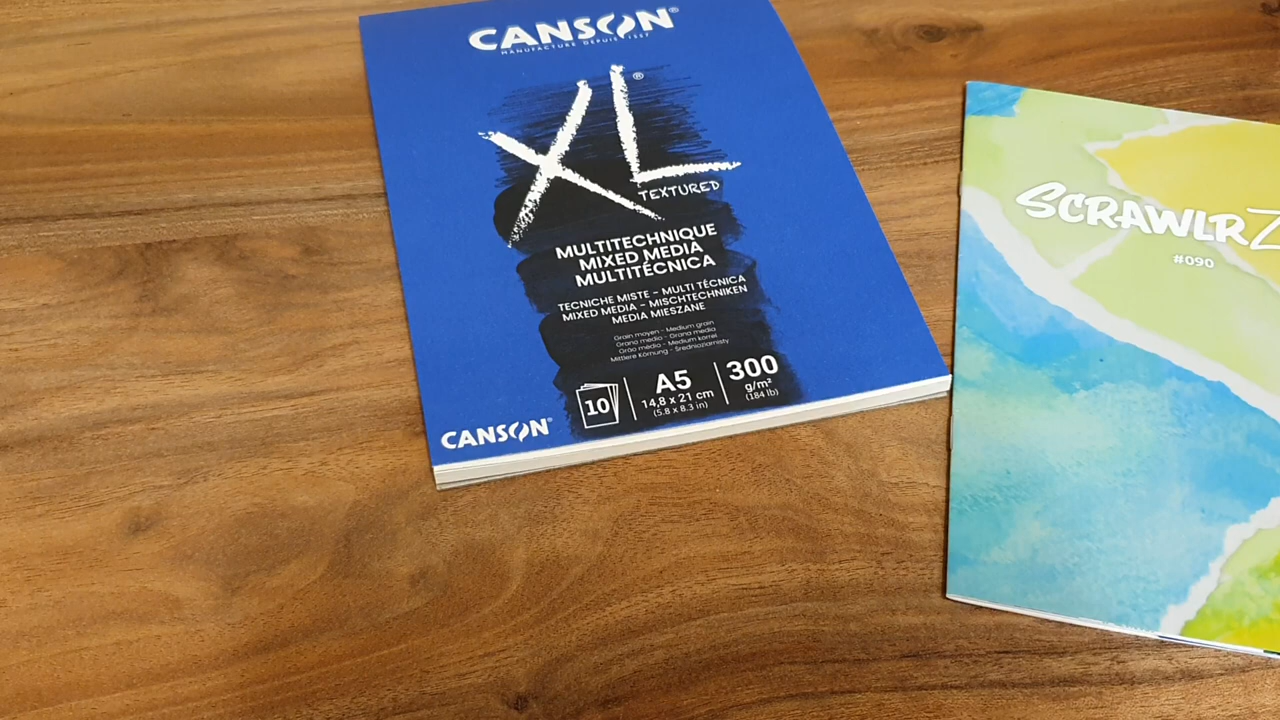 CANSON®
MANUFACTURE DEPUIS 1557
XL®
TEXTURED
MULTITECHNIQUE
MIXED MEDIA
MULTITÉCNICA
TECNICHE MISTE - MULTI TÉCNICA
MIXED MEDIA - MISCHTECHNIKEN
MEDIA MIESZANE
Grain moyen - Medium grain
Grano medio - Grana media
Grão médio - Medium korrel
Mittlere Körnung - Średnioziarnisty
10
A5
14,8 x 21 cm
(5.8 x 8.3 in)
300
g/m²
(184 lb)
CANSON®
SCRAWLRZ
#090